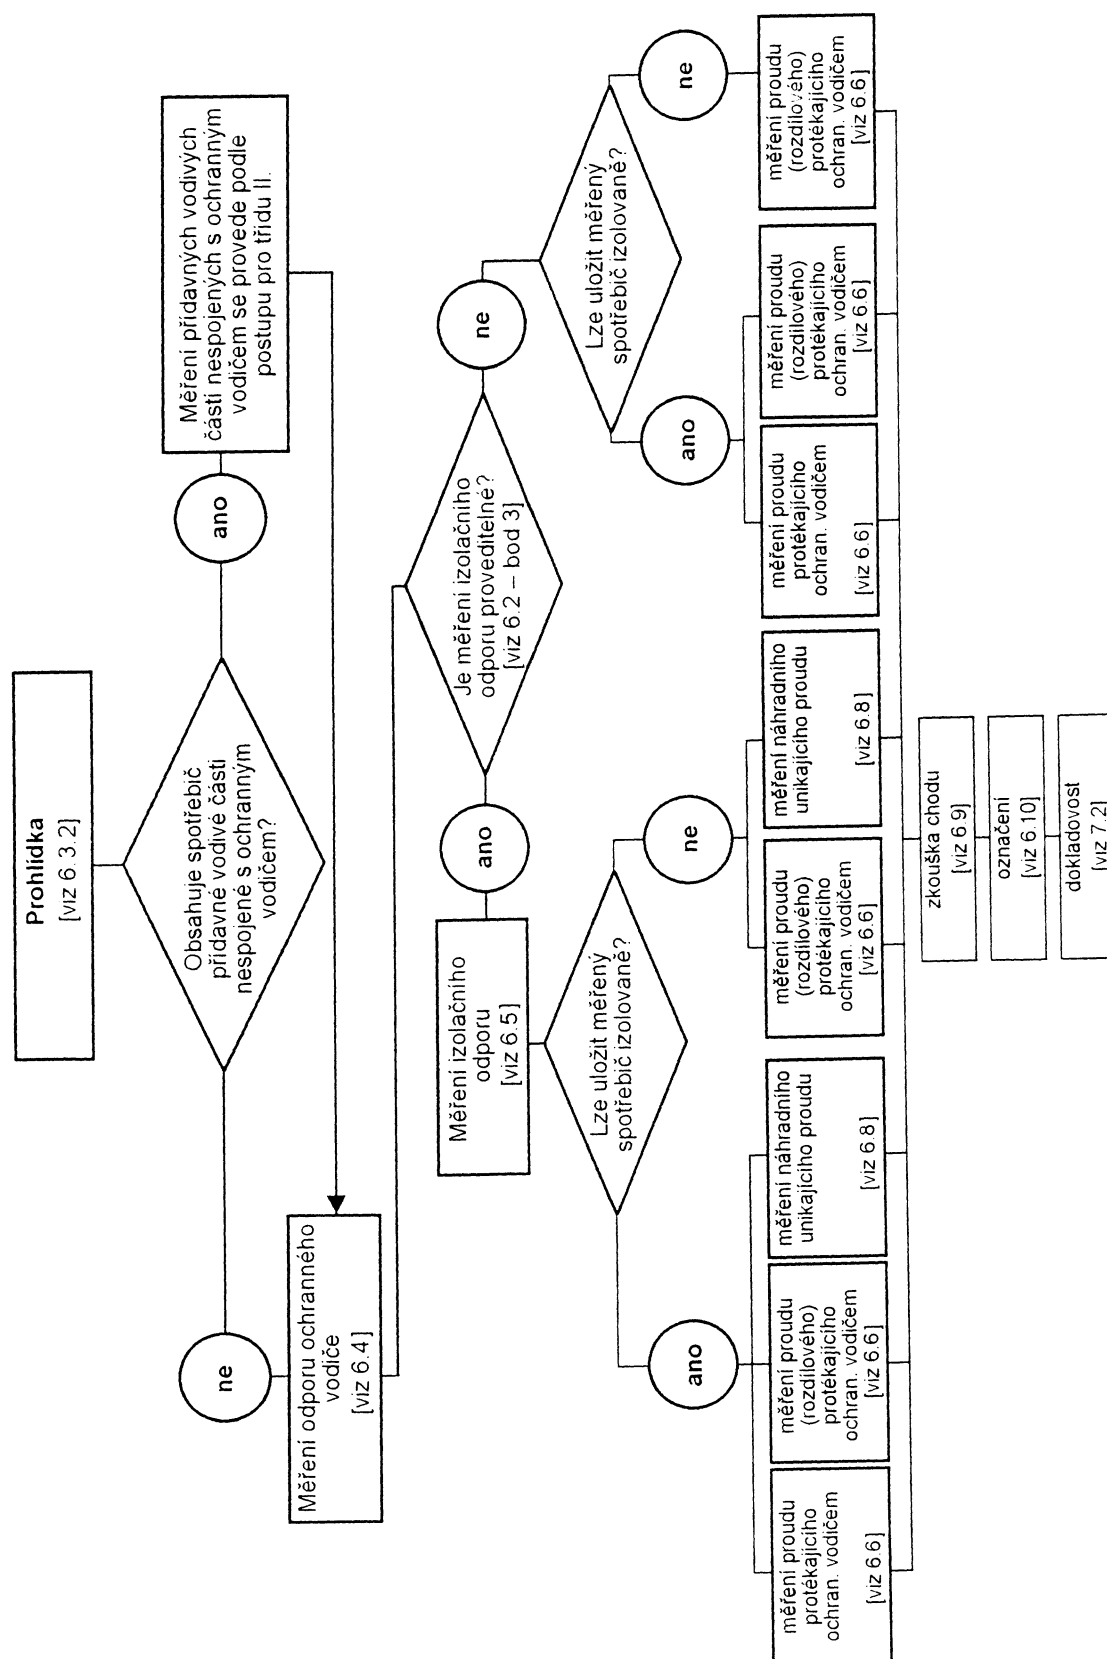 Prohlídka
[viz 6.3.2]
Obsahuje spotřebič
přídavné vodivé části
nespojené s ochranným
vodičem?
ne
ano
Měření přídavných vodivých
částí nespojených s ochranným
vodičem se provede podle
postupu pro třídu II.
Měření odporu ochranného
vodiče
[viz 6.4]
Je měření izolačního
odporu proveditelné?
[viz 6.2 – bod 3]
ano
ne
Měření izolačního
odporu
[viz 6.5]
Lze uložit měřený
spotřebič izolovaně?
Lze uložit měřený
spotřebič izolovaně?
ano
ne
ano
ne
měření proudu
protékajícího
ochran. vodičem
[viz 6.6]
měření proudu
(rozdílového)
protékajícího
ochran. vodičem
[viz 6.6]
měření náhradního
unikajícího proudu
[viz 6.8]
měření proudu
(rozdílového)
protékajícího
ochran. vodičem
[viz 6.6]
měření náhradního
unikajícího proudu
[viz 6.8]
měření proudu
protékajícího
ochran. vodičem
[viz 6.6]
měření proudu
(rozdílového)
protékajícího
ochran. vodičem
[viz 6.6]
měření proudu
(rozdílového)
protékajícího
ochran. vodičem
[viz 6.6]
zkouška chodu
[viz 6.9]
označení
[viz 6.10]
dokladovost
[viz 7.2]